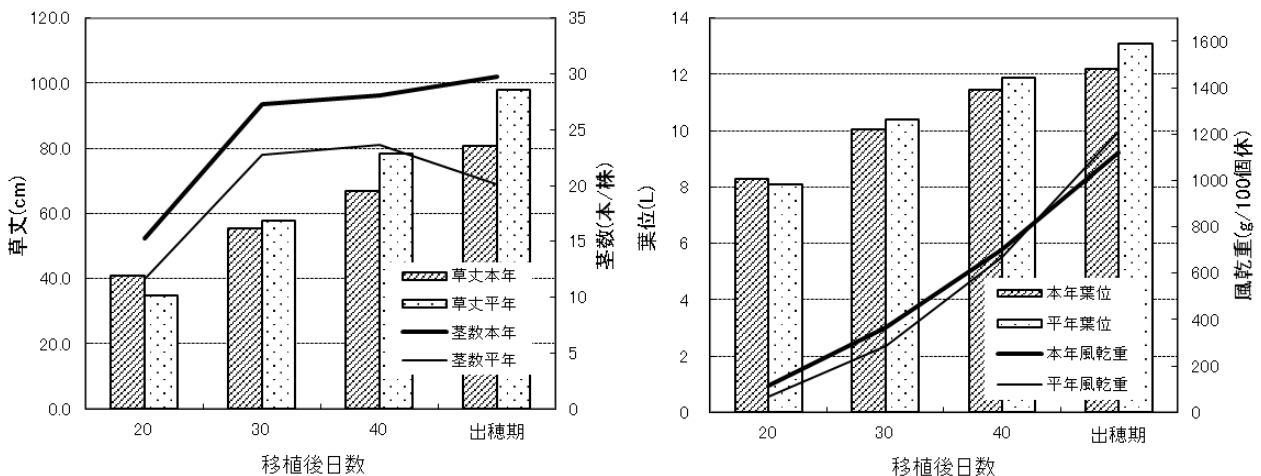 120.0
100.0
80.0
60.0
40.0
20.0
0.0
草丈(cm)
35
30
25
20
15
10
5
0
茎数(本/株)
草丈本年
草丈平年
茎数本年
茎数平年
20 30 40 出穂期
移植後日数
14
12
10
8
6
4
2
0
葉位(L)
1600
1400
1200
1000
800
600
400
200
0
風乾重(g/100個体)
本年葉位
平年葉位
本年風乾重
平年風乾重
20 30 40 出穂期
移植後日数